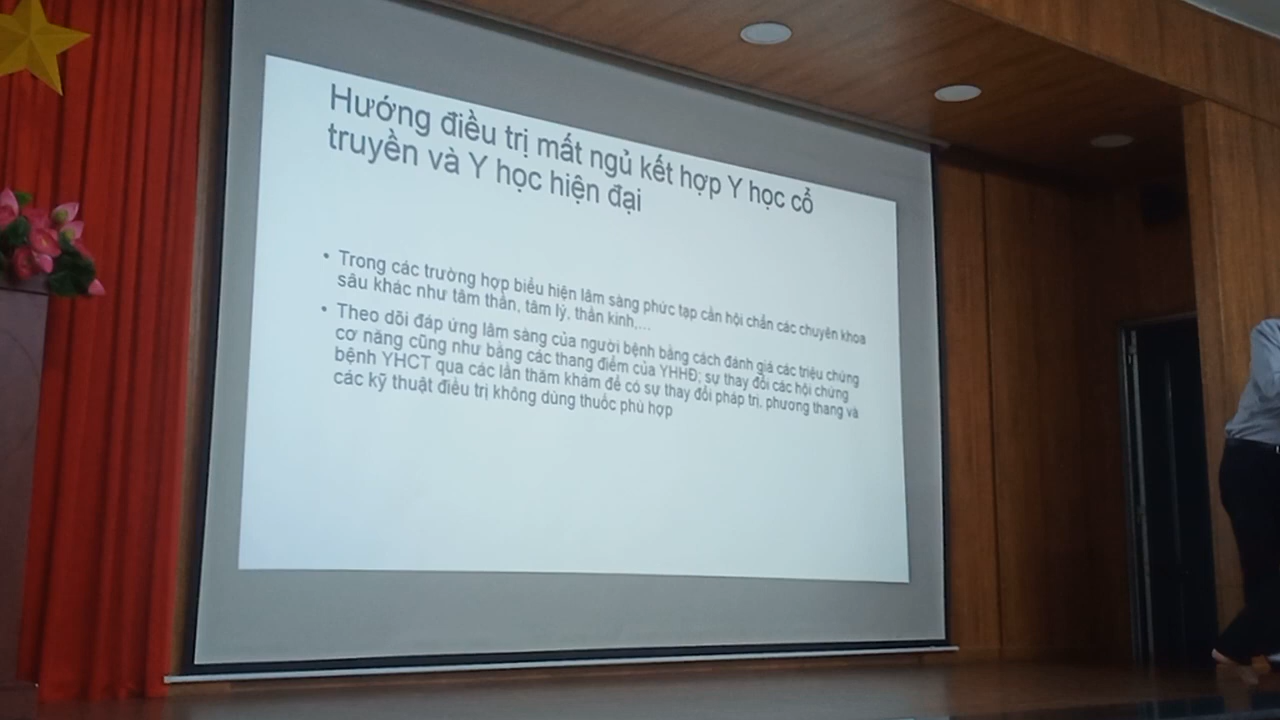 Hướng điều trị mất ngủ kết hợp Y học cổ
truyền và Y học hiện đại
• Trong các trường hợp biểu hiện lâm sàng phức tạp cần hội chẩn các chuyên khoa
sâu khác như tâm thần, tâm lý, thần kinh,...
• Theo dõi đáp ứng lâm sàng của người bệnh bằng cách đánh giá các triệu chứng
cơ năng cũng như bằng các thang điểm của YHHĐ; sự thay đổi các hội chứng
bệnh YHCT qua các lần thăm khám để có sự thay đổi pháp trị, phương thang và
các kỹ thuật điều trị không dùng thuốc phù hợp